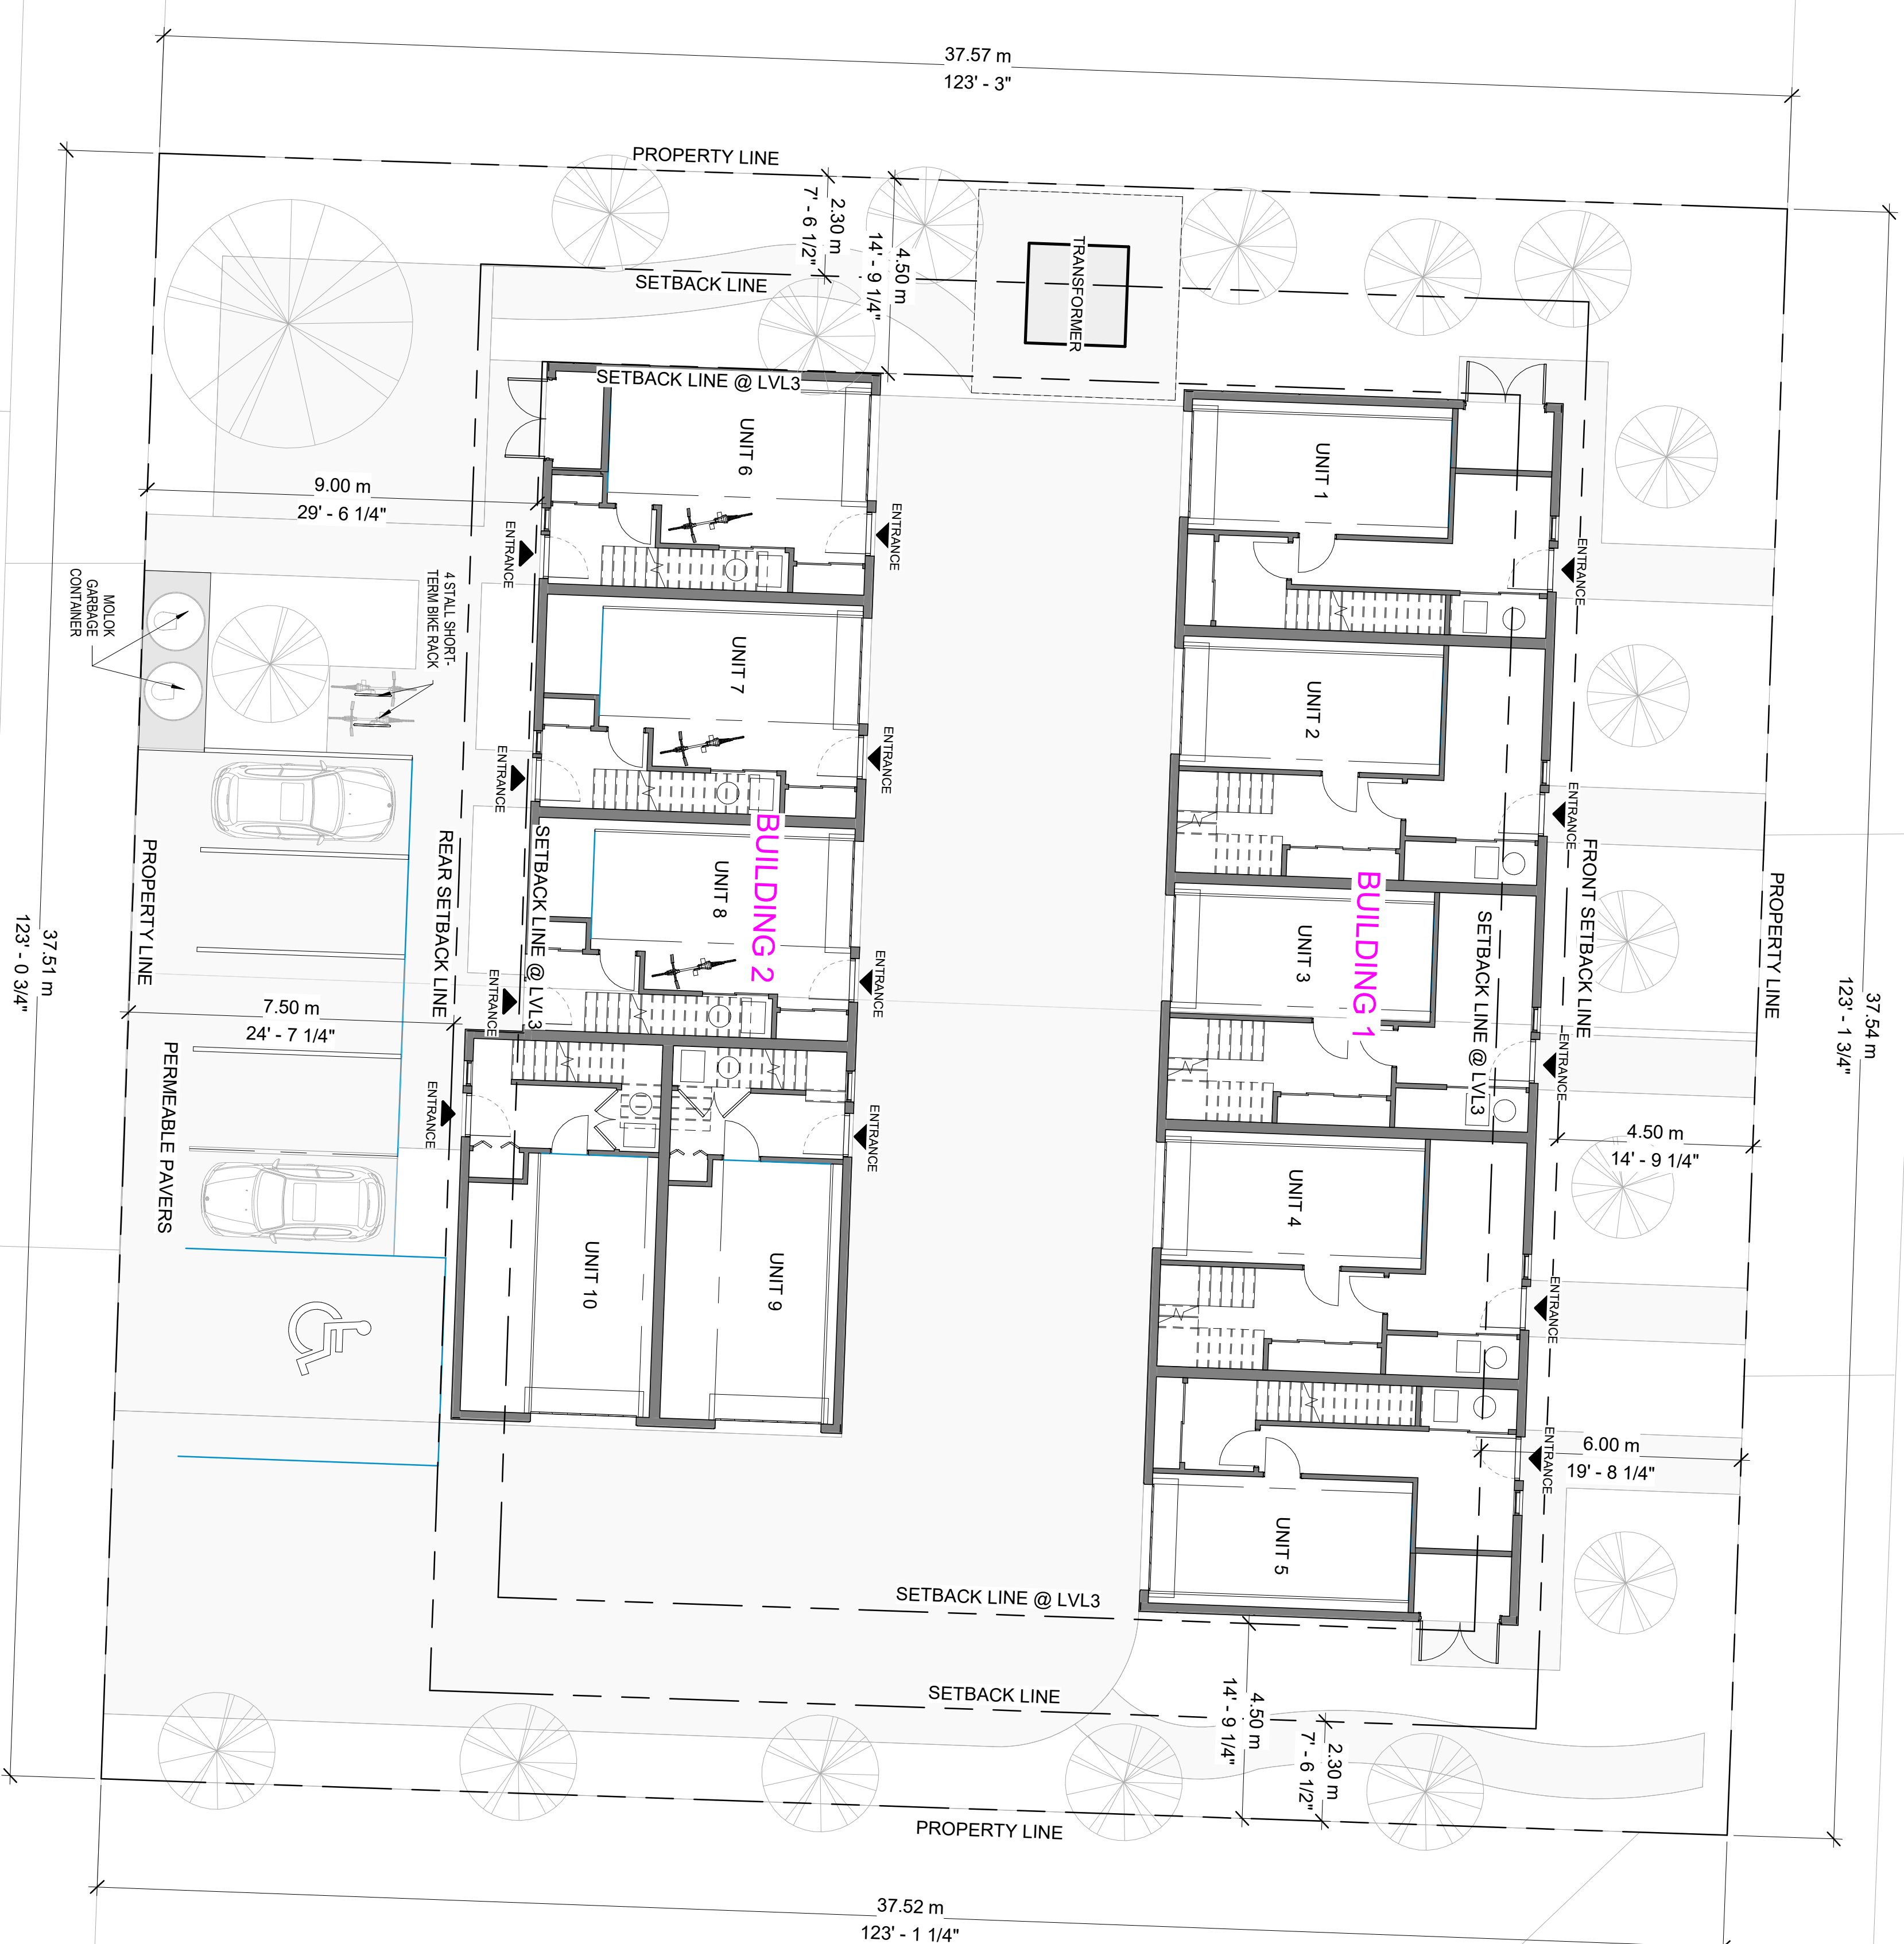 37.57 m
123' - 3"
PROPERTY LINE
2.30 m
7' - 6 1/2"
4.50 m
14' - 9 1/4"
SETBACK LINE
TRANSFORMER
SETBACK LINE @ LVL3
UNIT 6
UNIT 1
9.00 m
29' - 6 1/4"
ENTRANCE
ENTRANCE
ENTRANCE
MOLOK
GARBAGE
CONTAINER
4 STALL SHORT-
TERM BIKE RACK
UNIT 7
UNIT 2
ENTRANCE
ENTRANCE
ENTRANCE
BUILDING 2
BUILDING 1
UNIT 8
UNIT 3
PROPERTY LINE
REAR SETBACK LINE
SETBACK LINE @ LVL3
SETBACK LINE @ LVL3
FRONT SETBACK LINE
PROPERTY LINE
37.51 m
123' - 0 3/4"
37.54 m
123' - 1 3/4"
ENTRANCE
ENTRANCE
ENTRANCE
7.50 m
24' - 7 1/4"
PERMEABLE PAVERS
ENTRANCE
ENTRANCE
4.50 m
14' - 9 1/4"
UNIT 10
UNIT 9
UNIT 4
ENTRANCE
6.00 m
19' - 8 1/4"
ENTRANCE
UNIT 5
SETBACK LINE @ LVL3
SETBACK LINE
4.50 m
14' - 9 1/4"
2.30 m
7' - 6 1/2"
PROPERTY LINE
37.52 m
123' - 1 1/4"